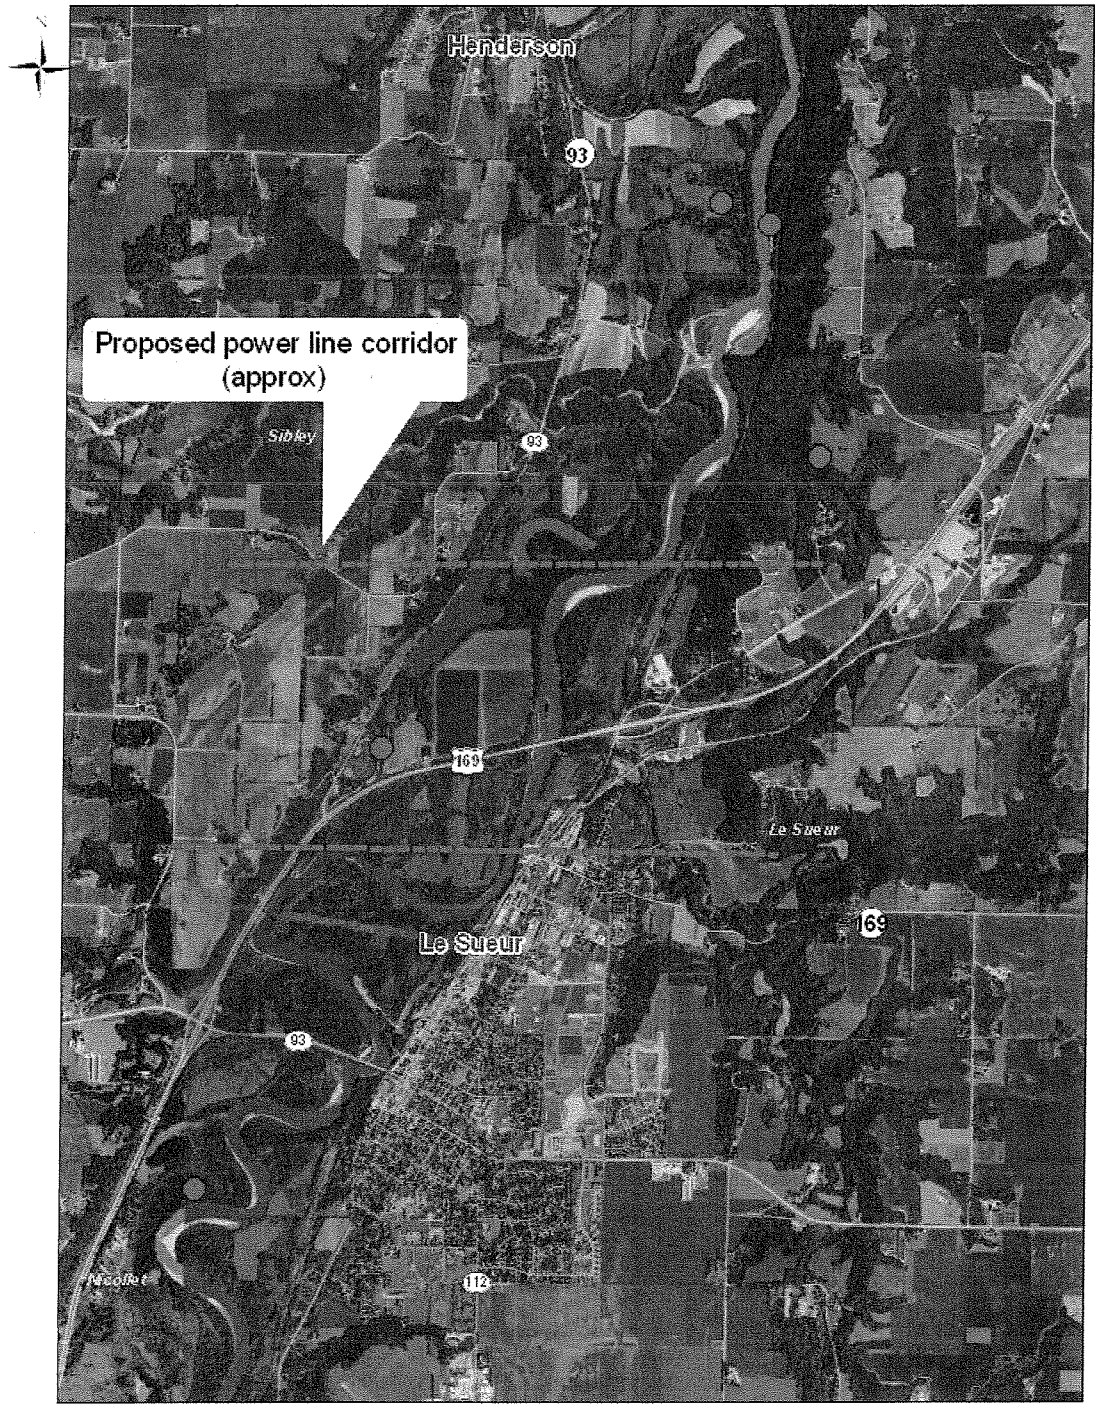 N
Henderson
93
Proposed power line corridor
(approx)
Sibley
93
169
Le Sueur
169
Le Sueur
93
Nicollet
112